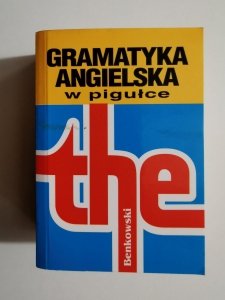 GRAMATYKA
ANGIELSKA
w pigułce
the
Benkowski